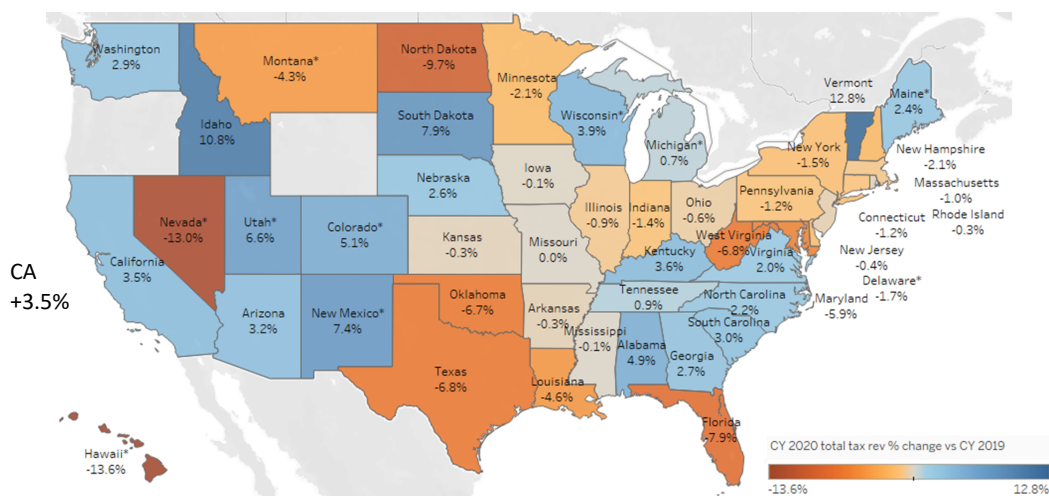 Washington
2.9%
Montana*
-4.3%
North Dakota
-9.7%
Minnesota
-2.1%
Vermont
12.8%
Maine*
2.4%
Idaho
10.8%
South Dakota
7.9%
Wisconsin*
3.9%
Michigan*
0.7%
New York
-1.5%
New Hampshire
-2.1%
Massachusetts
-1.0%
Rhode Island
-0.3%
Connecticut
-1.2%
Nebraska
2.6%
Iowa
-0.1%
Illinois
-0.9%
Indiana
-1.4%
Ohio
-0.6%
Pennsylvania
-1.2%
New Jersey
-0.4%
Delaware*
-1.7%
Maryland
-5.9%
CA
+3.5%
California
3.5%
Nevada*
-13.0%
Utah*
6.6%
Colorado*
5.1%
Kansas
-0.3%
Missouri
0.0%
Kentucky
3.6%
West Virginia
-6.8%
Virginia
2.0%
Arizona
3.2%
New Mexico*
7.4%
Oklahoma
-6.7%
Arkansas
-0.3%
Tennessee
0.9%
North Carolina
-2.2%
South Carolina
3.0%
Mississippi
-0.1%
Alabama
4.9%
Georgia
2.7%
Texas
-6.8%
Louisiana
-4.6%
Florida
-7.9%
Hawaii*
-13.6%
CY 2020 total tax rev % change vs CY 2019
-13.6%
12.8%